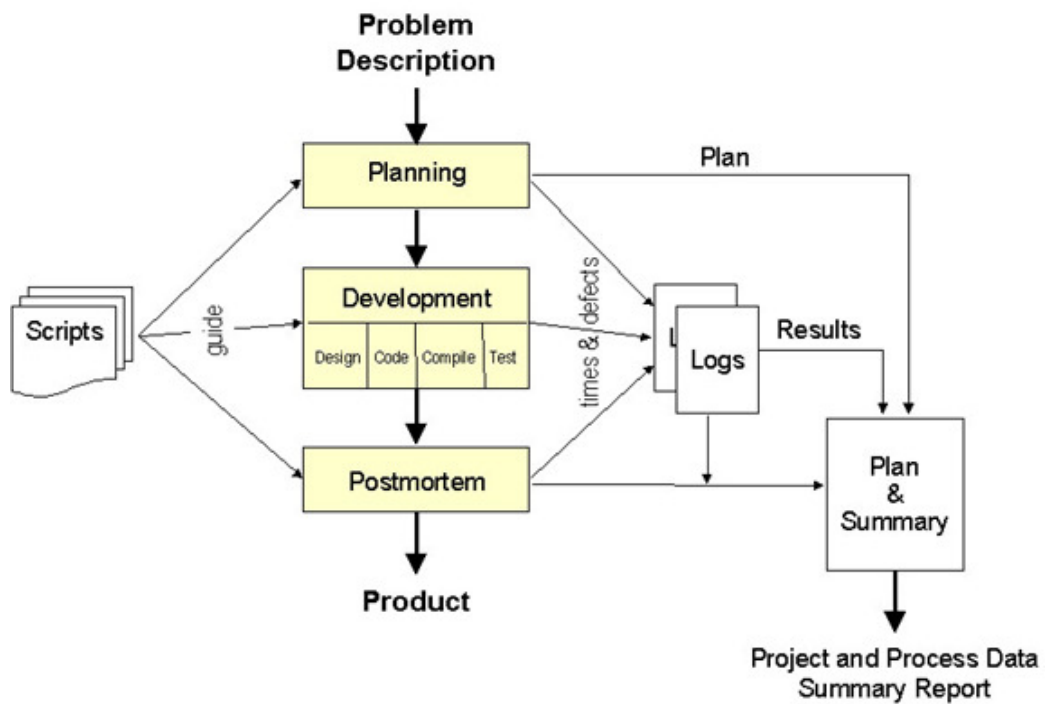 Problem
Description
Planning
Plan
Development
Design
Code
Compile
Test
Scripts
guide
times & defects
L
Logs
Results
Postmortem
Plan
&
Summary
Product
Project and Process Data
Summary Report